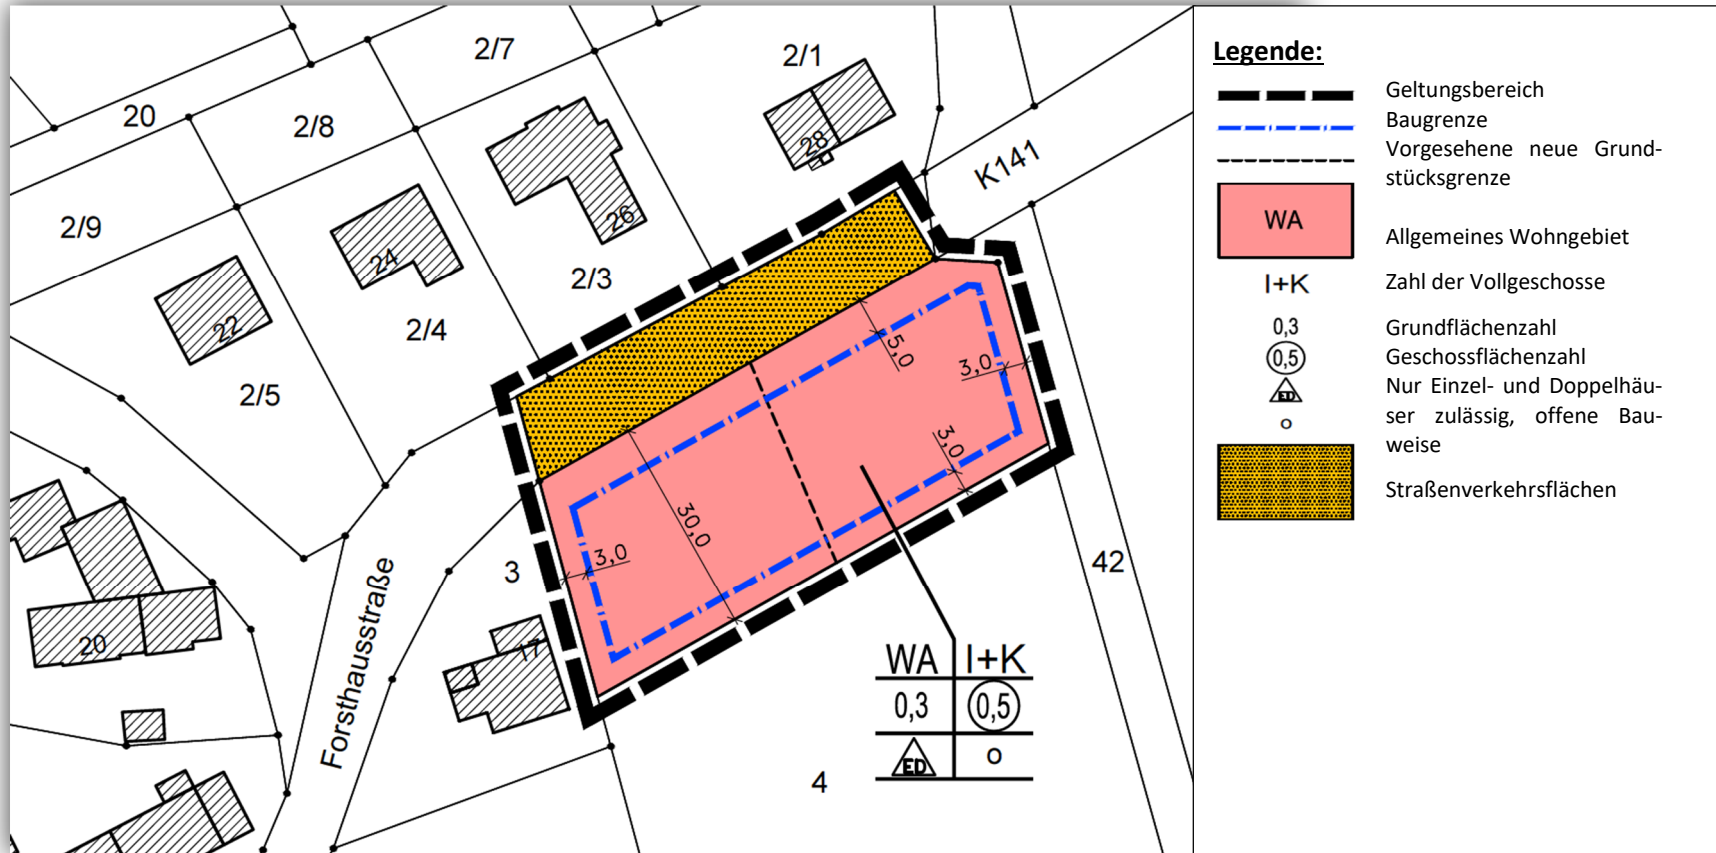 2/7
2/1
20
2/8
28
K141
2/9
26
24
2/3
22
2/4
2/5
5,0
3,0
3,0
30,0
3,0
3
42
Forsthausstraße
20
17
WA I+K
0,3 0,5
ED o
4
Legende:
Geltungsbereich
Baugrenze
Vorgesehene neue Grund-
stücksgrenze
WA
Allgemeines Wohngebiet
I+K Zahl der Vollgeschosse
0,3 Grundflächenzahl
0,5 Geschossflächenzahl
ED Nur Einzel- und Doppelhäu-
ser zulässig, offene Bau-
o
weise
Straßenverkehrsflächen